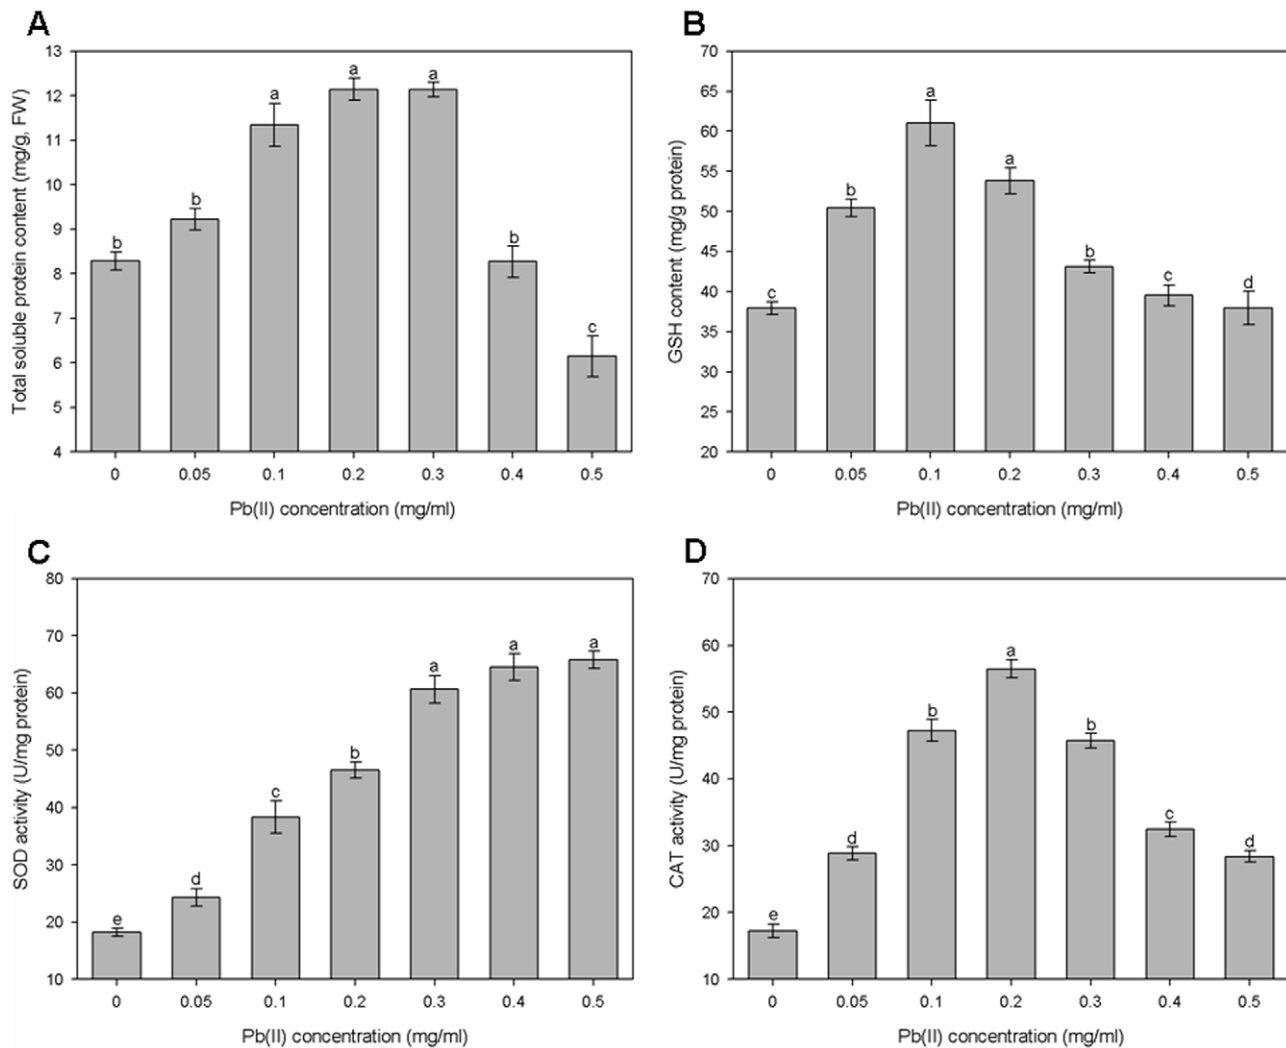 A
Total soluble protein content (mg/g, FW)
13
12
11
10
9
8
7
6
5
4
b
b
a
a
a
b
c
0 0.05 0.1 0.2 0.3 0.4 0.5
Pb(II) concentration (mg/ml)
B
GSH content (mg/g protein)
70
65
60
55
50
45
40
35
30
25
20
c
b
a
a
b
c
d
0 0.05 0.1 0.2 0.3 0.4 0.5
Pb(II) concentration (mg/ml)
C
SOD activity (U/mg protein)
80
70
60
50
40
30
20
10
e
d
c
b
a
a
a
0 0.05 0.1 0.2 0.3 0.4 0.5
Pb(II) concentration (mg/ml)
D
CAT activity (U/mg protein)
70
60
50
40
30
20
10
e
d
b
a
b
c
d
0 0.05 0.1 0.2 0.3 0.4 0.5
Pb(II) concentration (mg/ml)